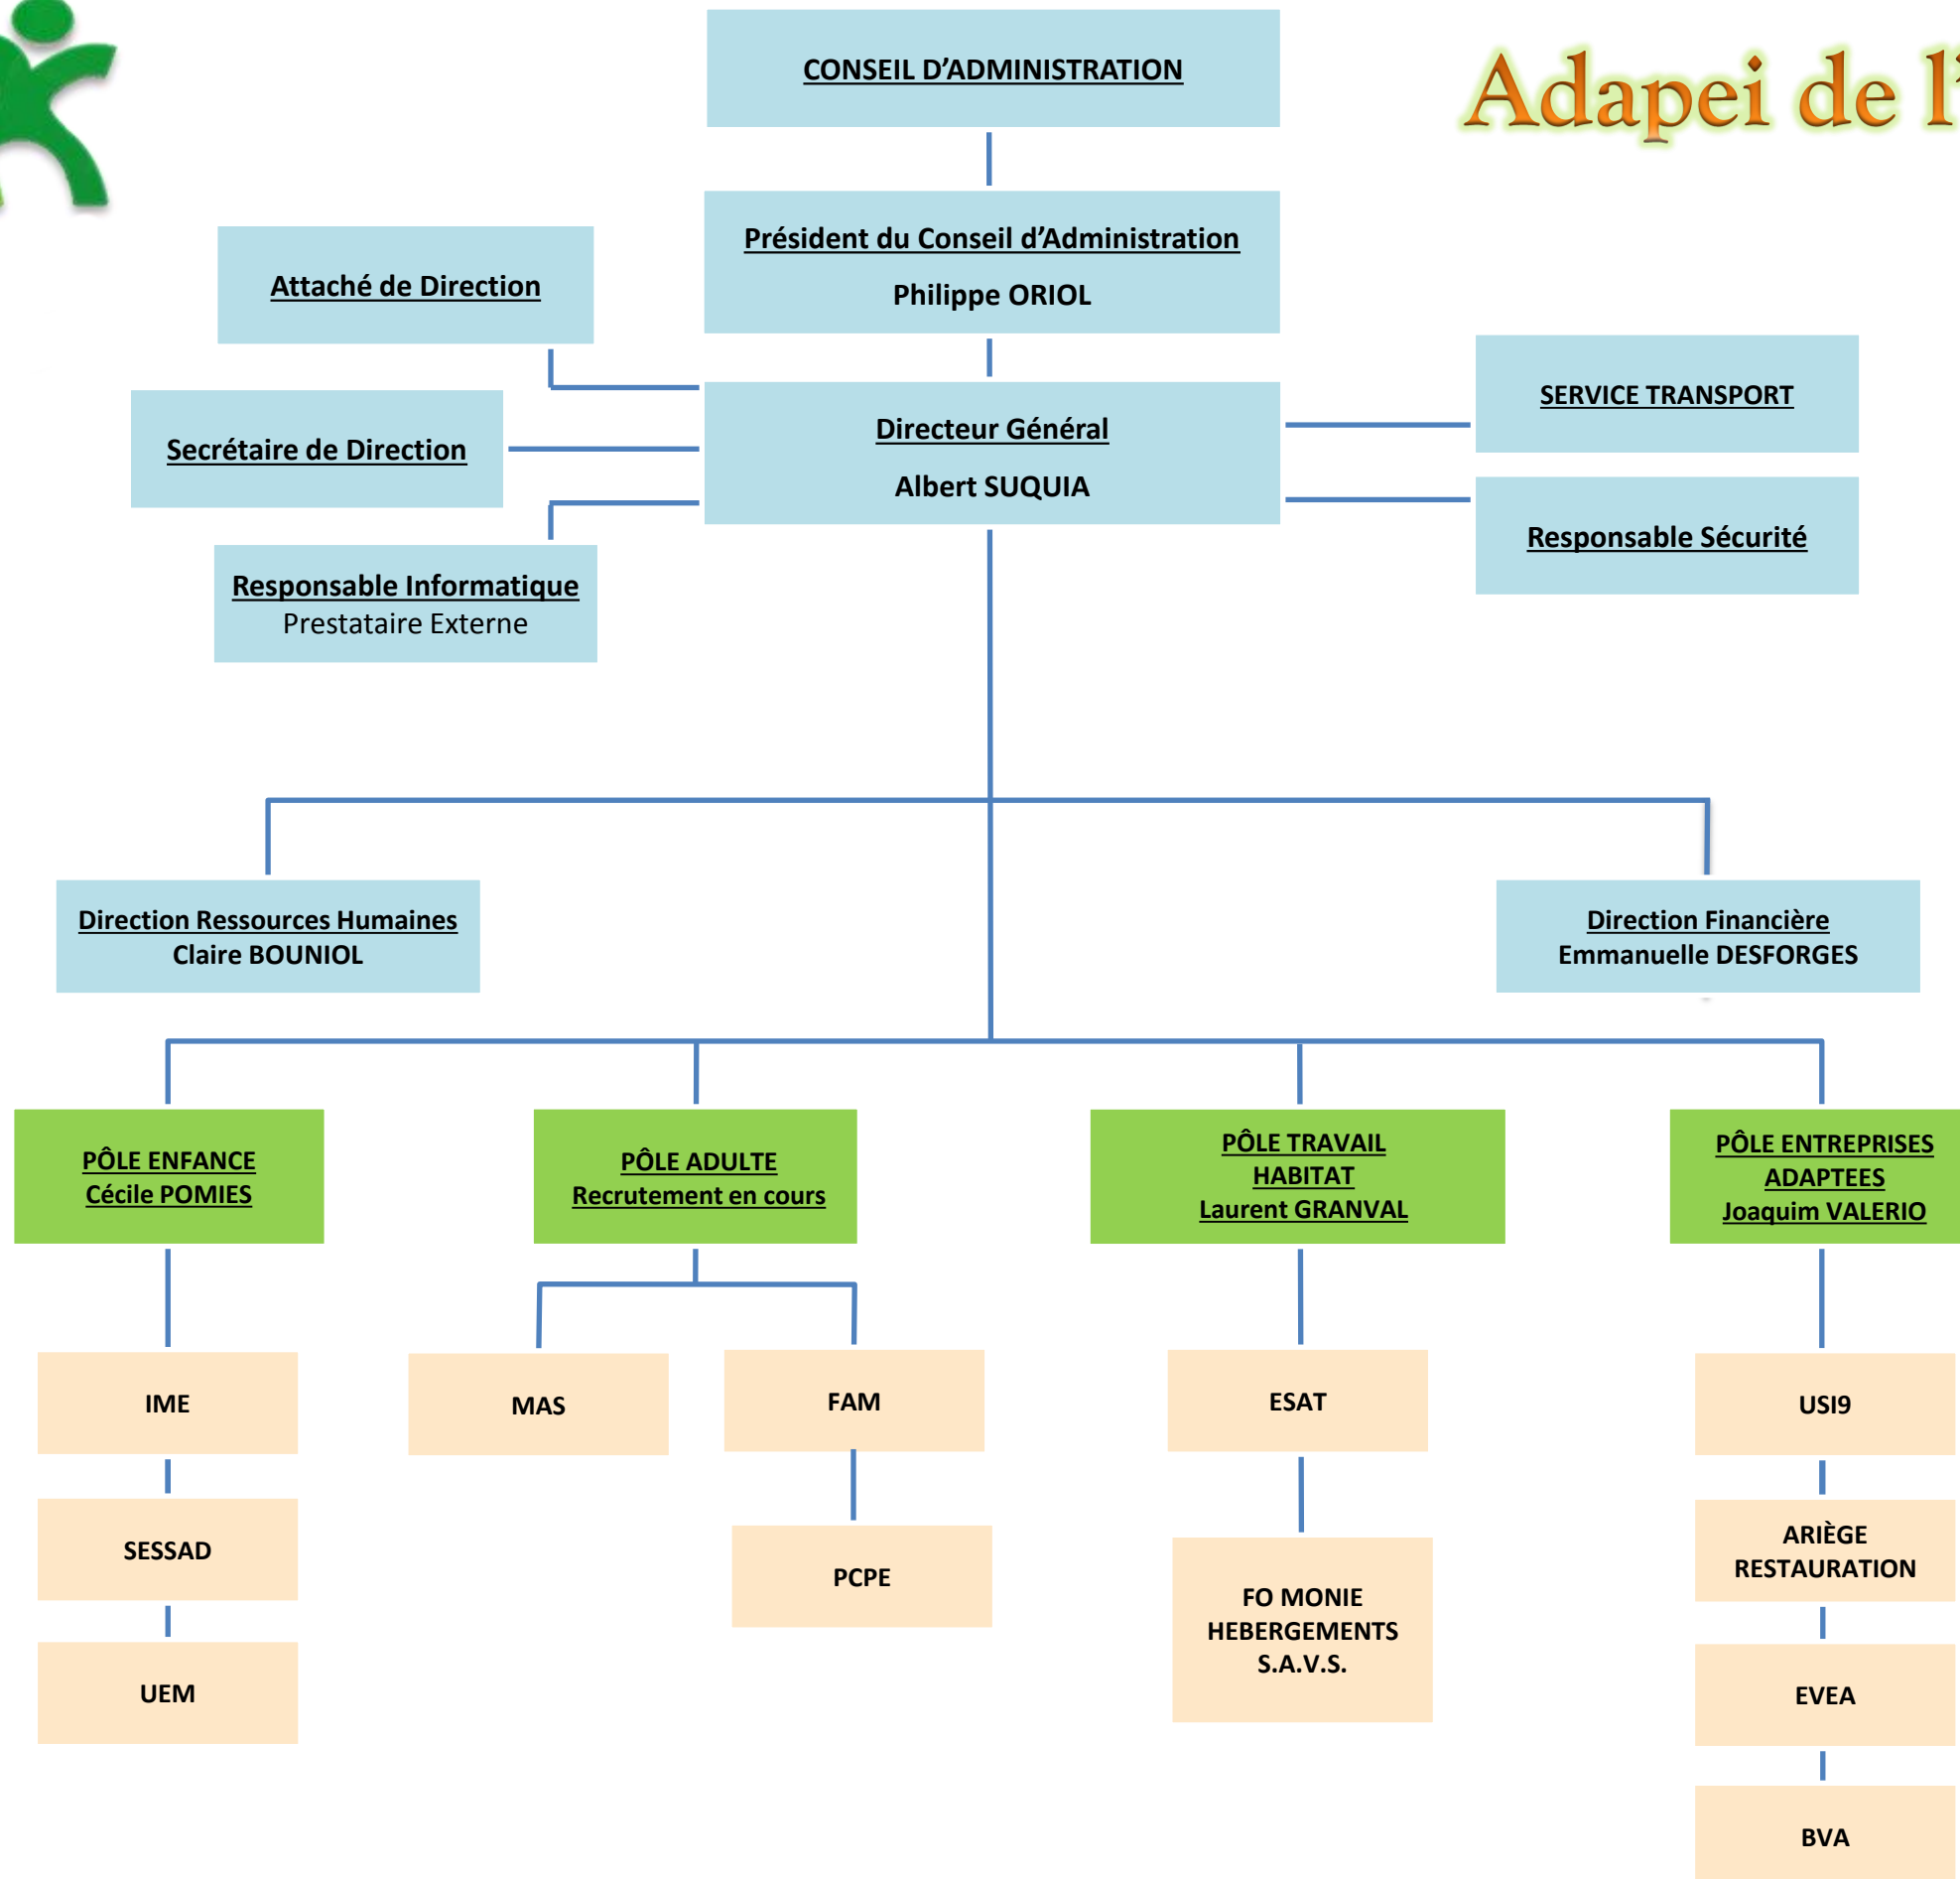 CONSEIL D'ADMINISTRATION
Adapei de l'
Président du Conseil d'Administration
Philippe ORIOL
Attaché de Direction
SERVICE TRANSPORT
Directeur Général
Albert SUQUIA
Secrétaire de Direction
Responsable Sécurité
Responsable Informatique
Prestataire Externe
Direction Ressources Humaines
Claire BOUNIOL
Direction Financière
Emmanuelle DESFORGES
PÔLE ENFANCE
Cécile POMIES
PÔLE ADULTE
Recrutement en cours
PÔLE TRAVAIL
HABITAT
Laurent GRANVAL
PÔLE ENTREPRISES
ADAPTEES
Joaquim VALERIO
IME
MAS
FAM
ESAT
USI9
SESSAD
PCPE
FO MONIE
HEBERGEMENTS
S.A.V.S.
ARIÈGE
RESTAURATION
UEM
EVEA
BVA